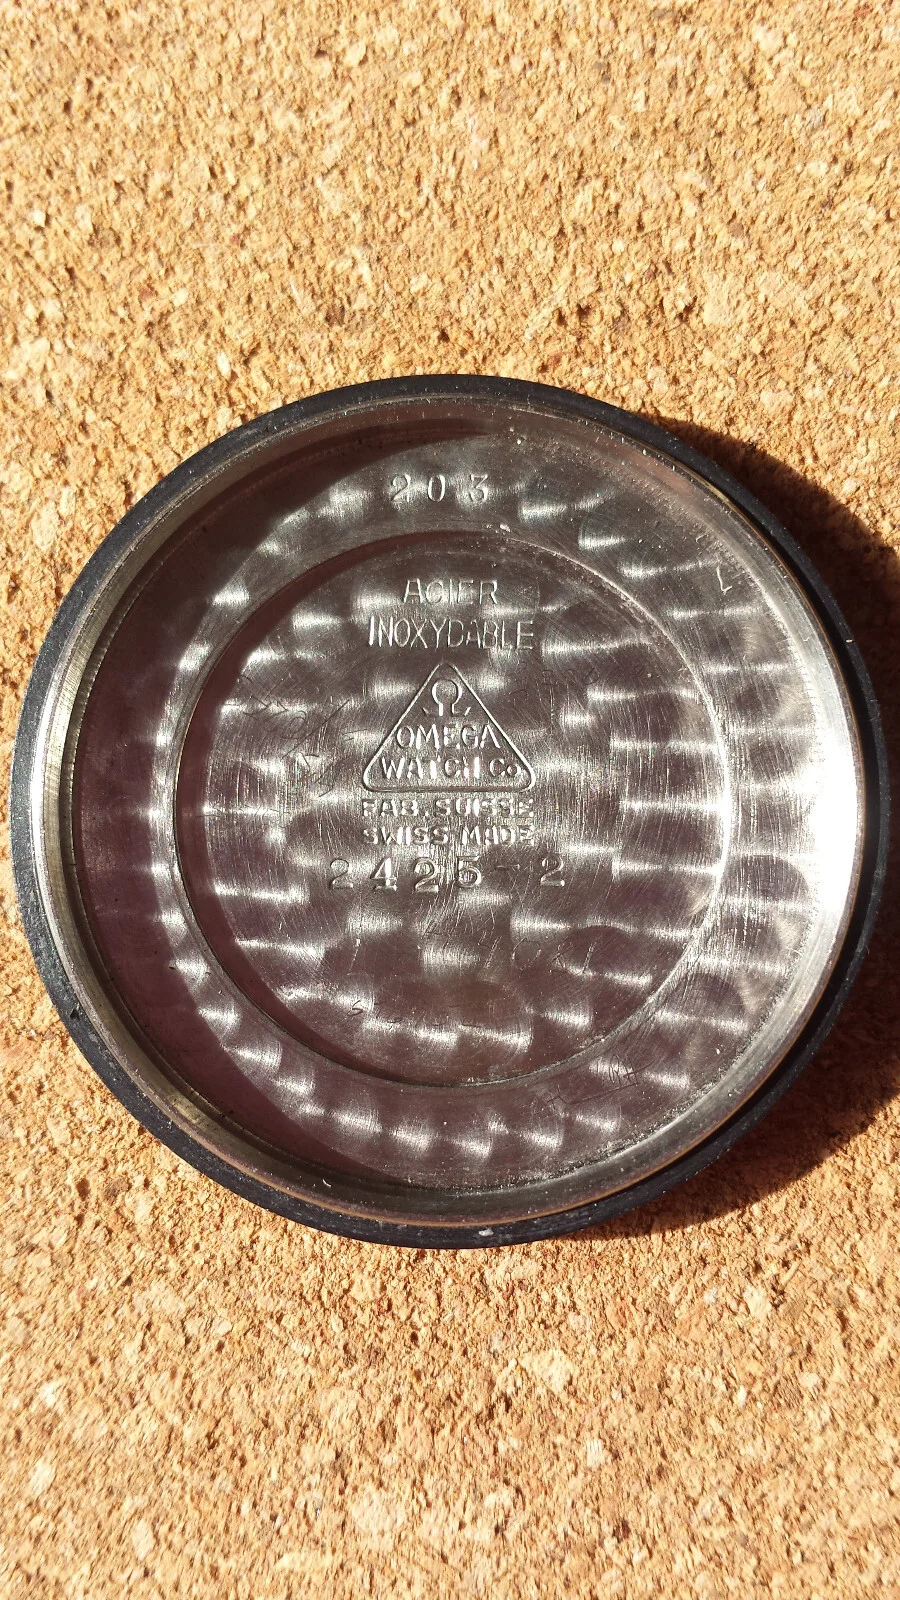 203
ACIER
INOXYDABLE
Ω
OMEGA
WATCH Co
FAB. SUISSE
SWISS MADE
2425-2